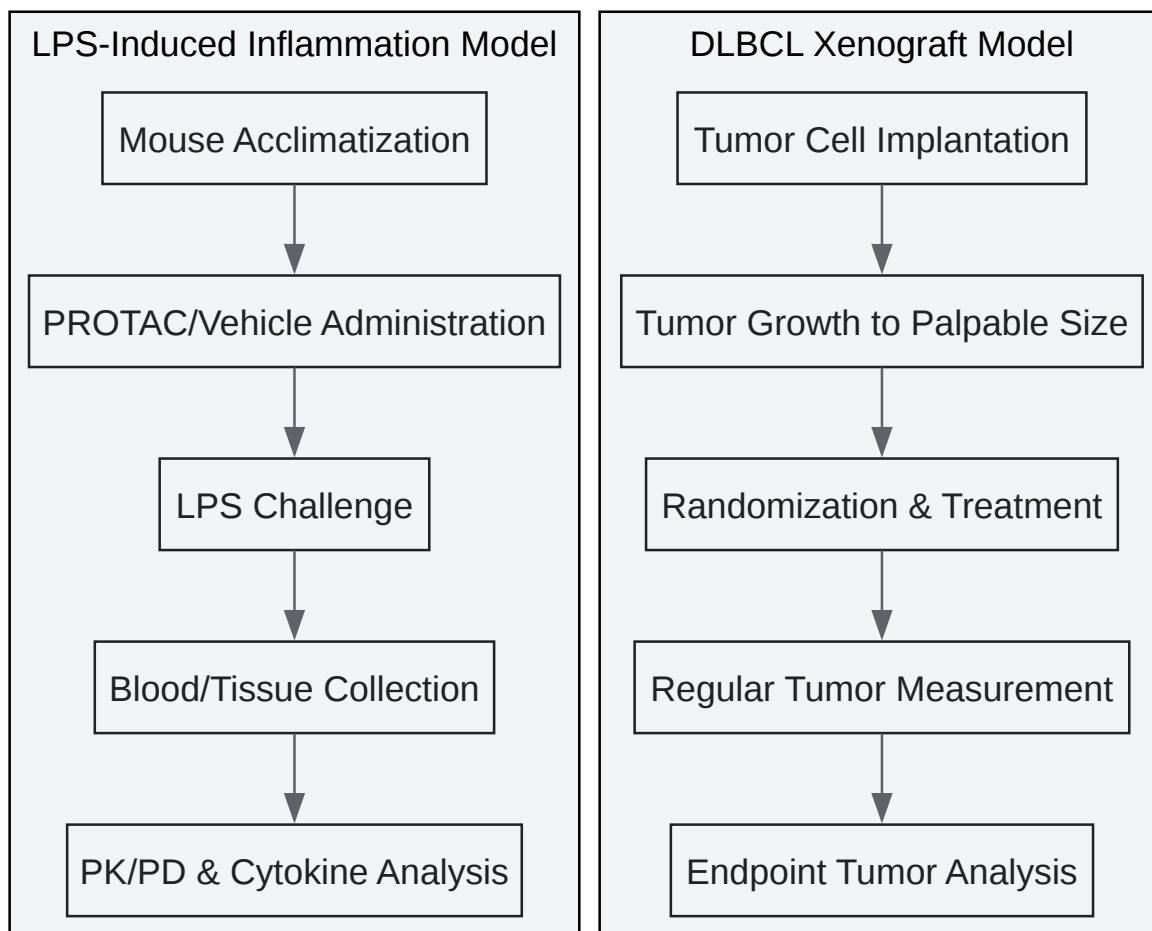 LPS-Induced Inflammation Model
Mouse Acclimatization
PROTAC/Vehicle Administration
LPS Challenge
Blood/Tissue Collection
PK/PD & Cytokine Analysis
DLBCL Xenograft Model
Tumor Cell Implantation
Tumor Growth to Palpable Size
Randomization & Treatment
Regular Tumor Measurement
Endpoint Tumor Analysis